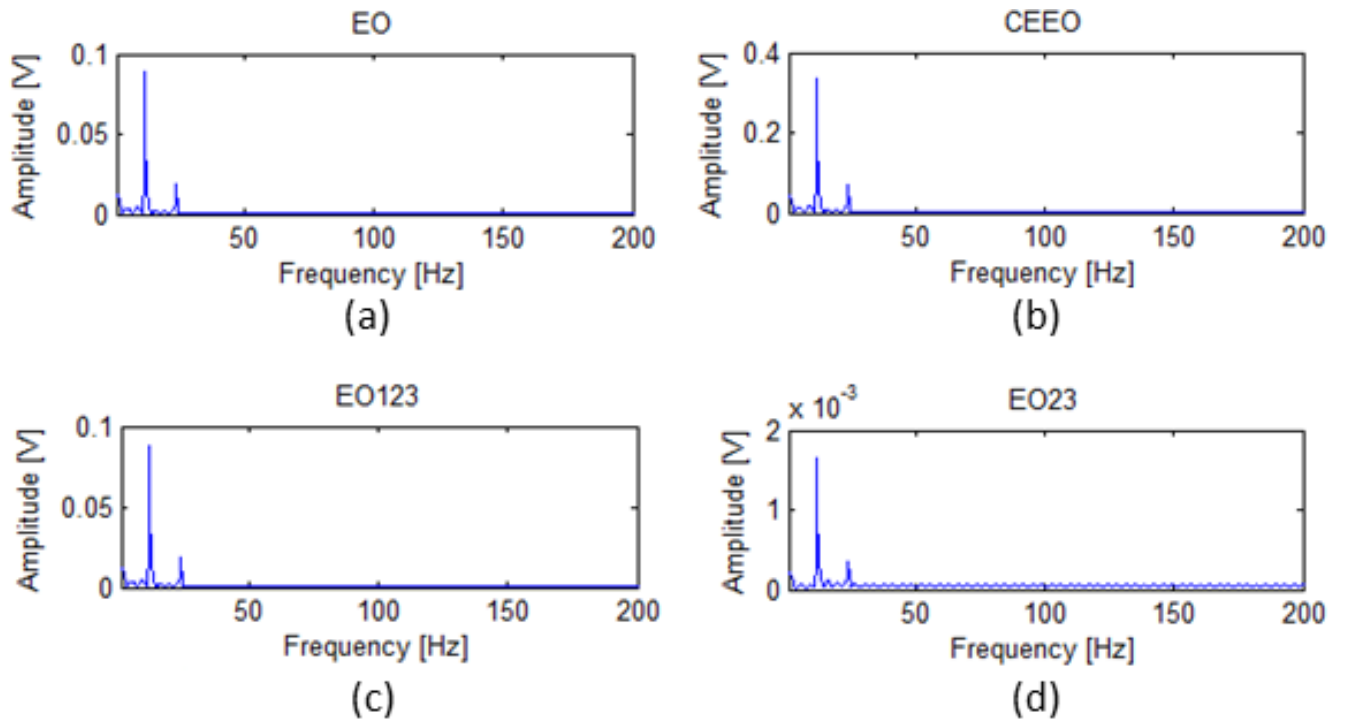 EO
Amplitude [V]
0.1
0.05
0
50 100 150 200
Frequency [Hz]
(a)
CEEO
Amplitude [V]
0.4
0.2
0
50 100 150 200
Frequency [Hz]
(b)
EO123
Amplitude [V]
0.1
0.05
0
50 100 150 200
Frequency [Hz]
(c)
x 10⁻³ EO23
Amplitude [V]
2
1
0
50 100 150 200
Frequency [Hz]
(d)